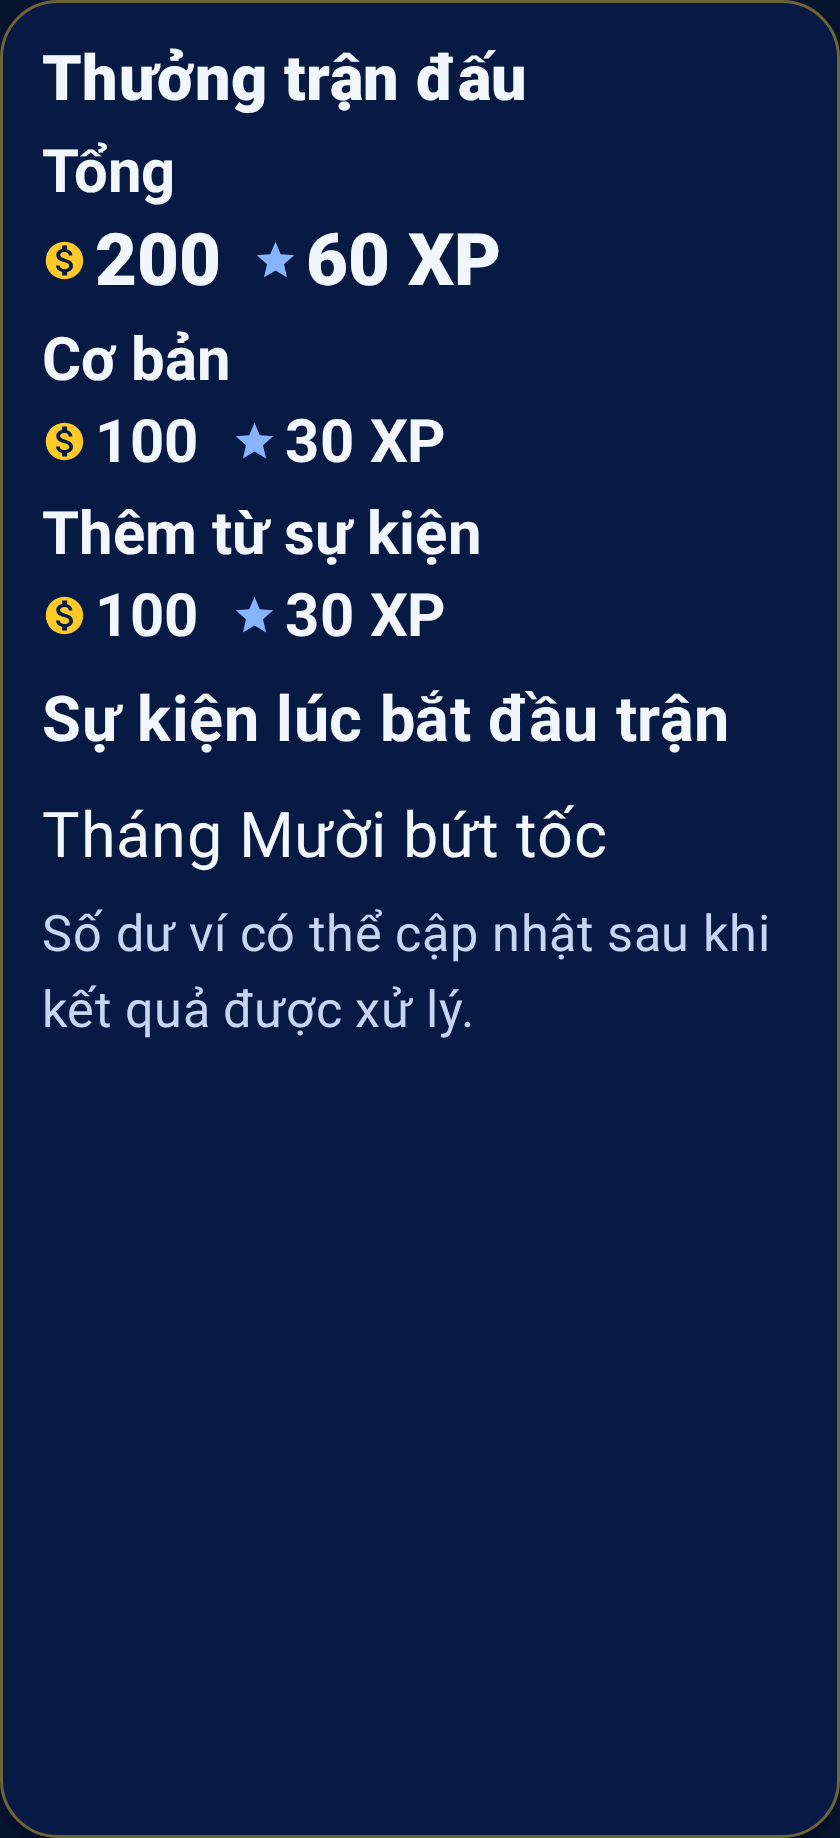 Thưởng trận đấu
Tổng
200 60 XP
Cơ bản
100 30 XP
Thêm từ sự kiện
100 30 XP
Sự kiện lúc bắt đầu trận
Tháng Mười bứt tốc
Số dư ví có thể cập nhật sau khi
kết quả được xử lý.